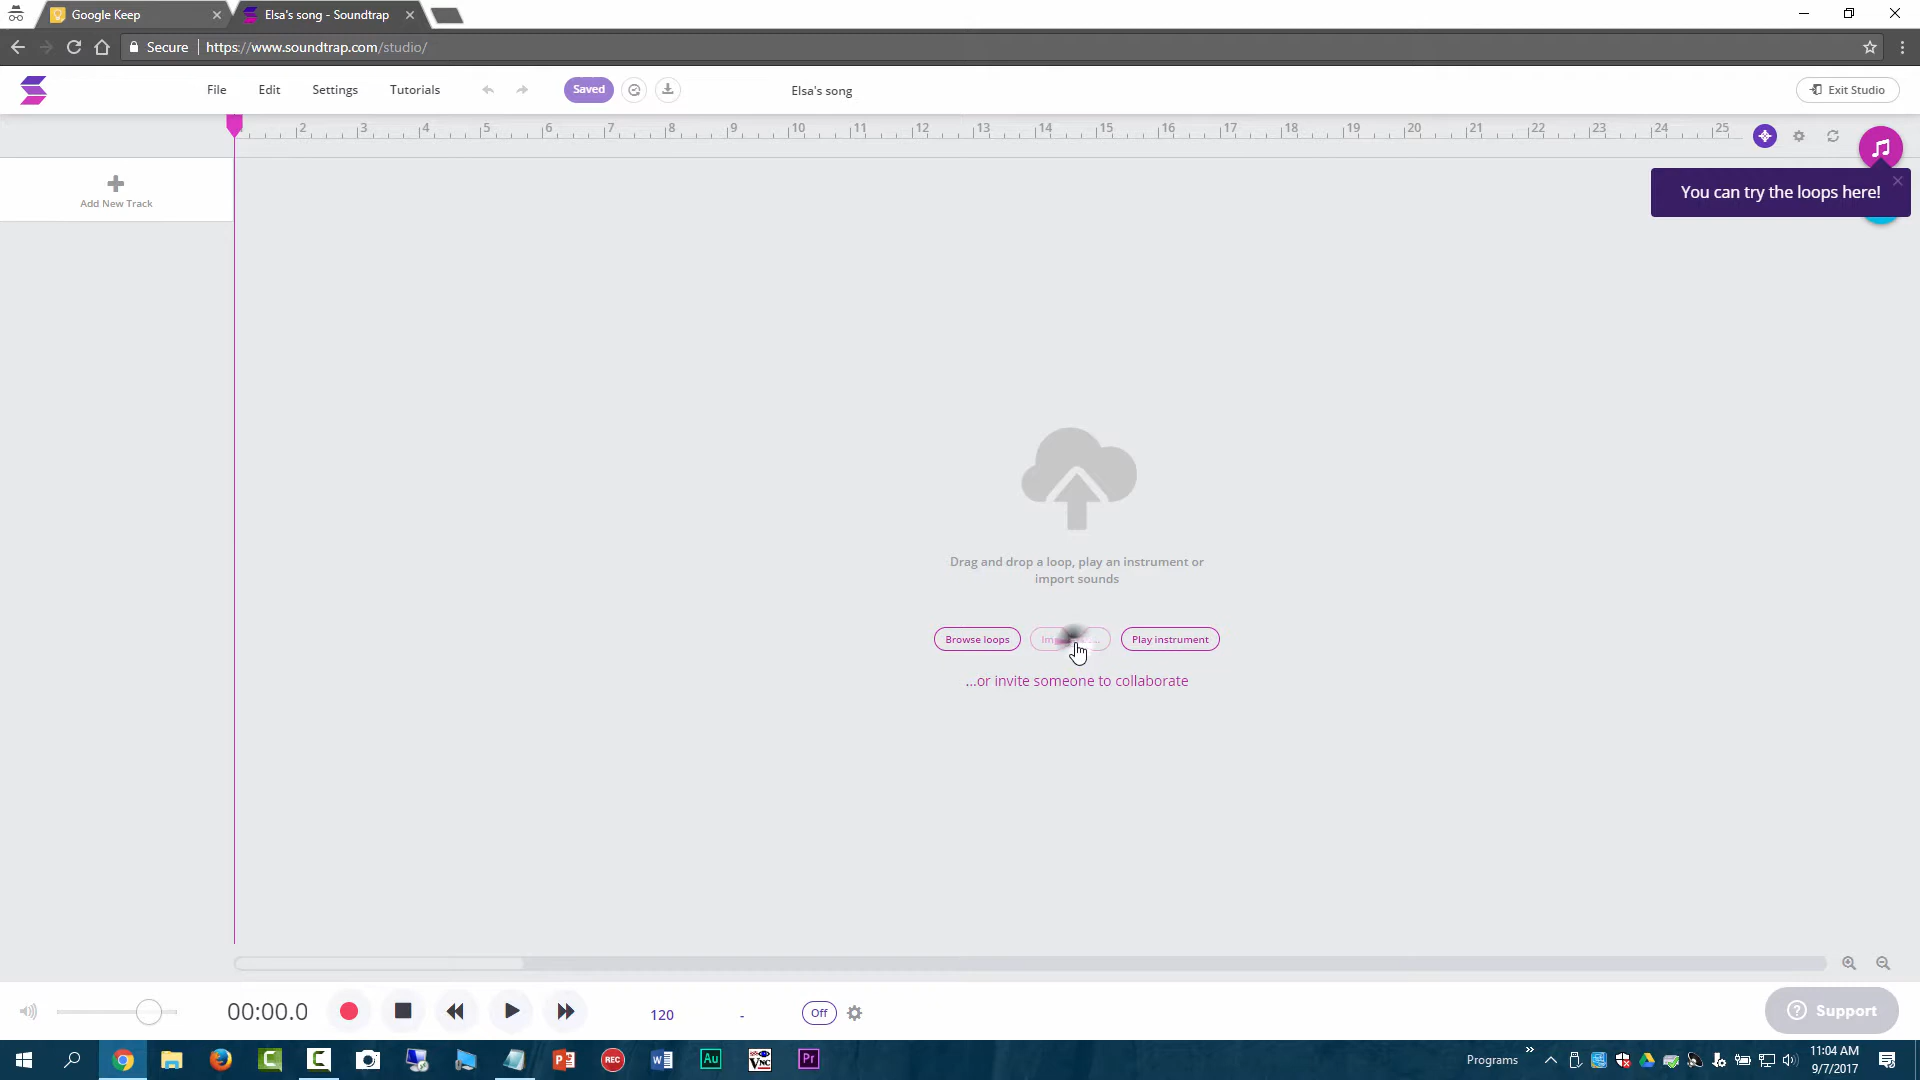 Google Keep
Elsa's song - Soundtrap
Secure
https://www.soundtrap.com/studio/
File
Edit
Settings
Tutorials
Saved
Elsa's song
Exit Studio
2 3 4 5 6 7 8 9 10 11 12 13 14 15 16 17 18 19 20 21 22 23 24 25
Add New Track
You can try the loops here!
Drag and drop a loop, play an instrument or
import sounds
Browse loops
Play instrument
...or invite someone to collaborate
00:00.0
120
-
Off
Support
REC
Au
VNC
Pr
Programs
11:04 AM
9/7/2017